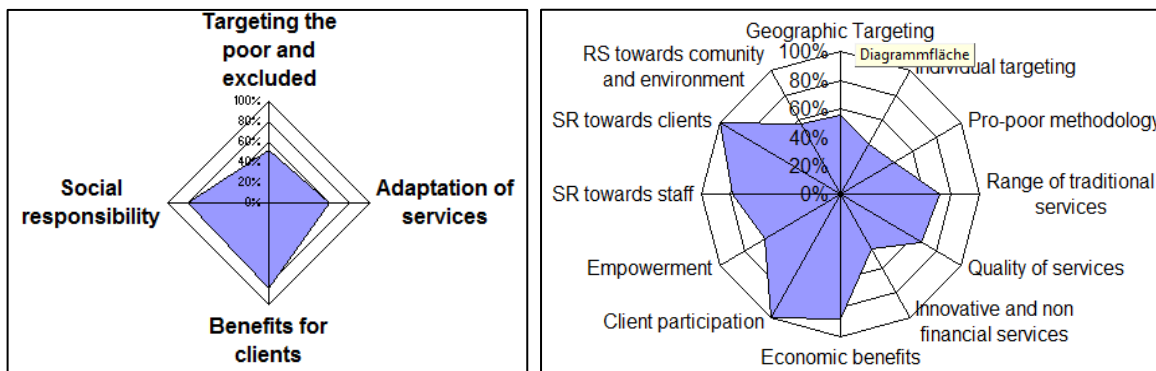 Targeting the
poor and
excluded
100%
80%
60%
40%
20%
0%
Social
responsibility
Adaptation of
services
Benefits for
clients
Geographic Targeting
100%
80%
60%
40%
20%
0%
Diagrammfläche
Individual targeting
Pro-poor methodology
Range of traditional
services
Quality of services
Innovative and non
financial services
Economic benefits
Client participation
Empowerment
SR towards staff
SR towards clients
RS towards comunity
and environment